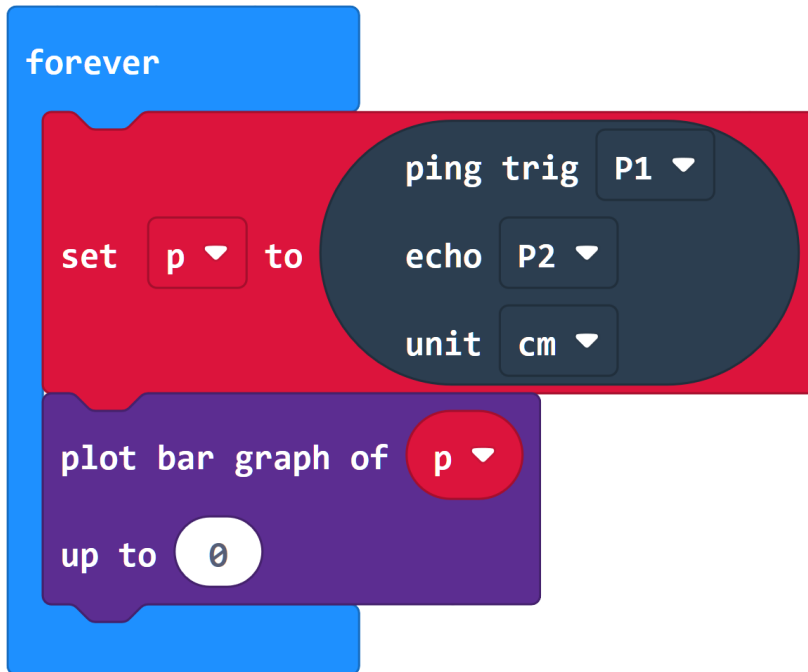 forever
ping trig P1
set p to echo P2
unit cm
plot bar graph of p
up to 0